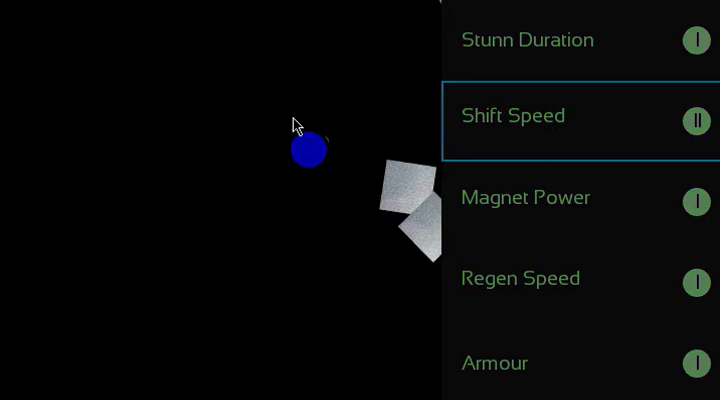 Stunn Duration I
Shift Speed II
Magnet Power I
Regen Speed I
Armour I